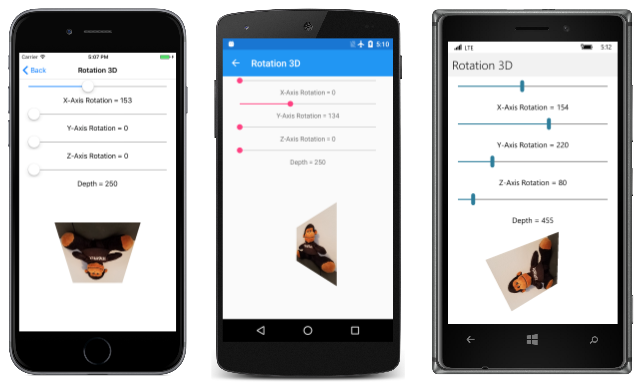 Carrier 5:07 PM
Back Rotation 3D
X-Axis Rotation = 153
Y-Axis Rotation = 0
Z-Axis Rotation = 0
Depth = 250
5:10
Rotation 3D
X-Axis Rotation = 0
Y-Axis Rotation = 134
Z-Axis Rotation = 0
Depth = 250
LTE 5:12
Rotation 3D
X-Axis Rotation = 154
Y-Axis Rotation = 220
Z-Axis Rotation = 80
Depth = 455